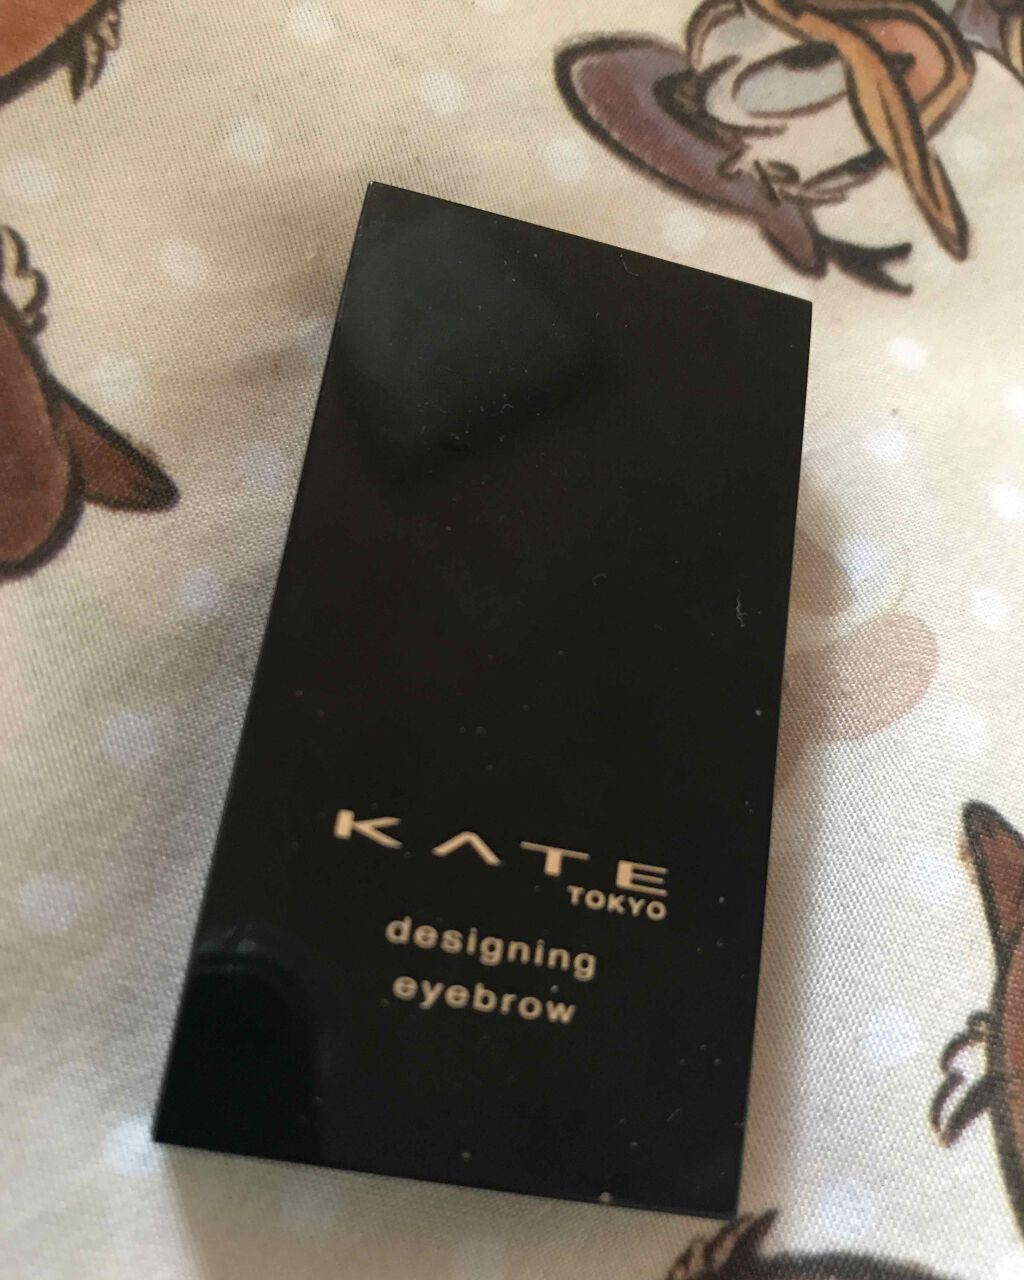 KATE
TOKYO
designing
eyebrow